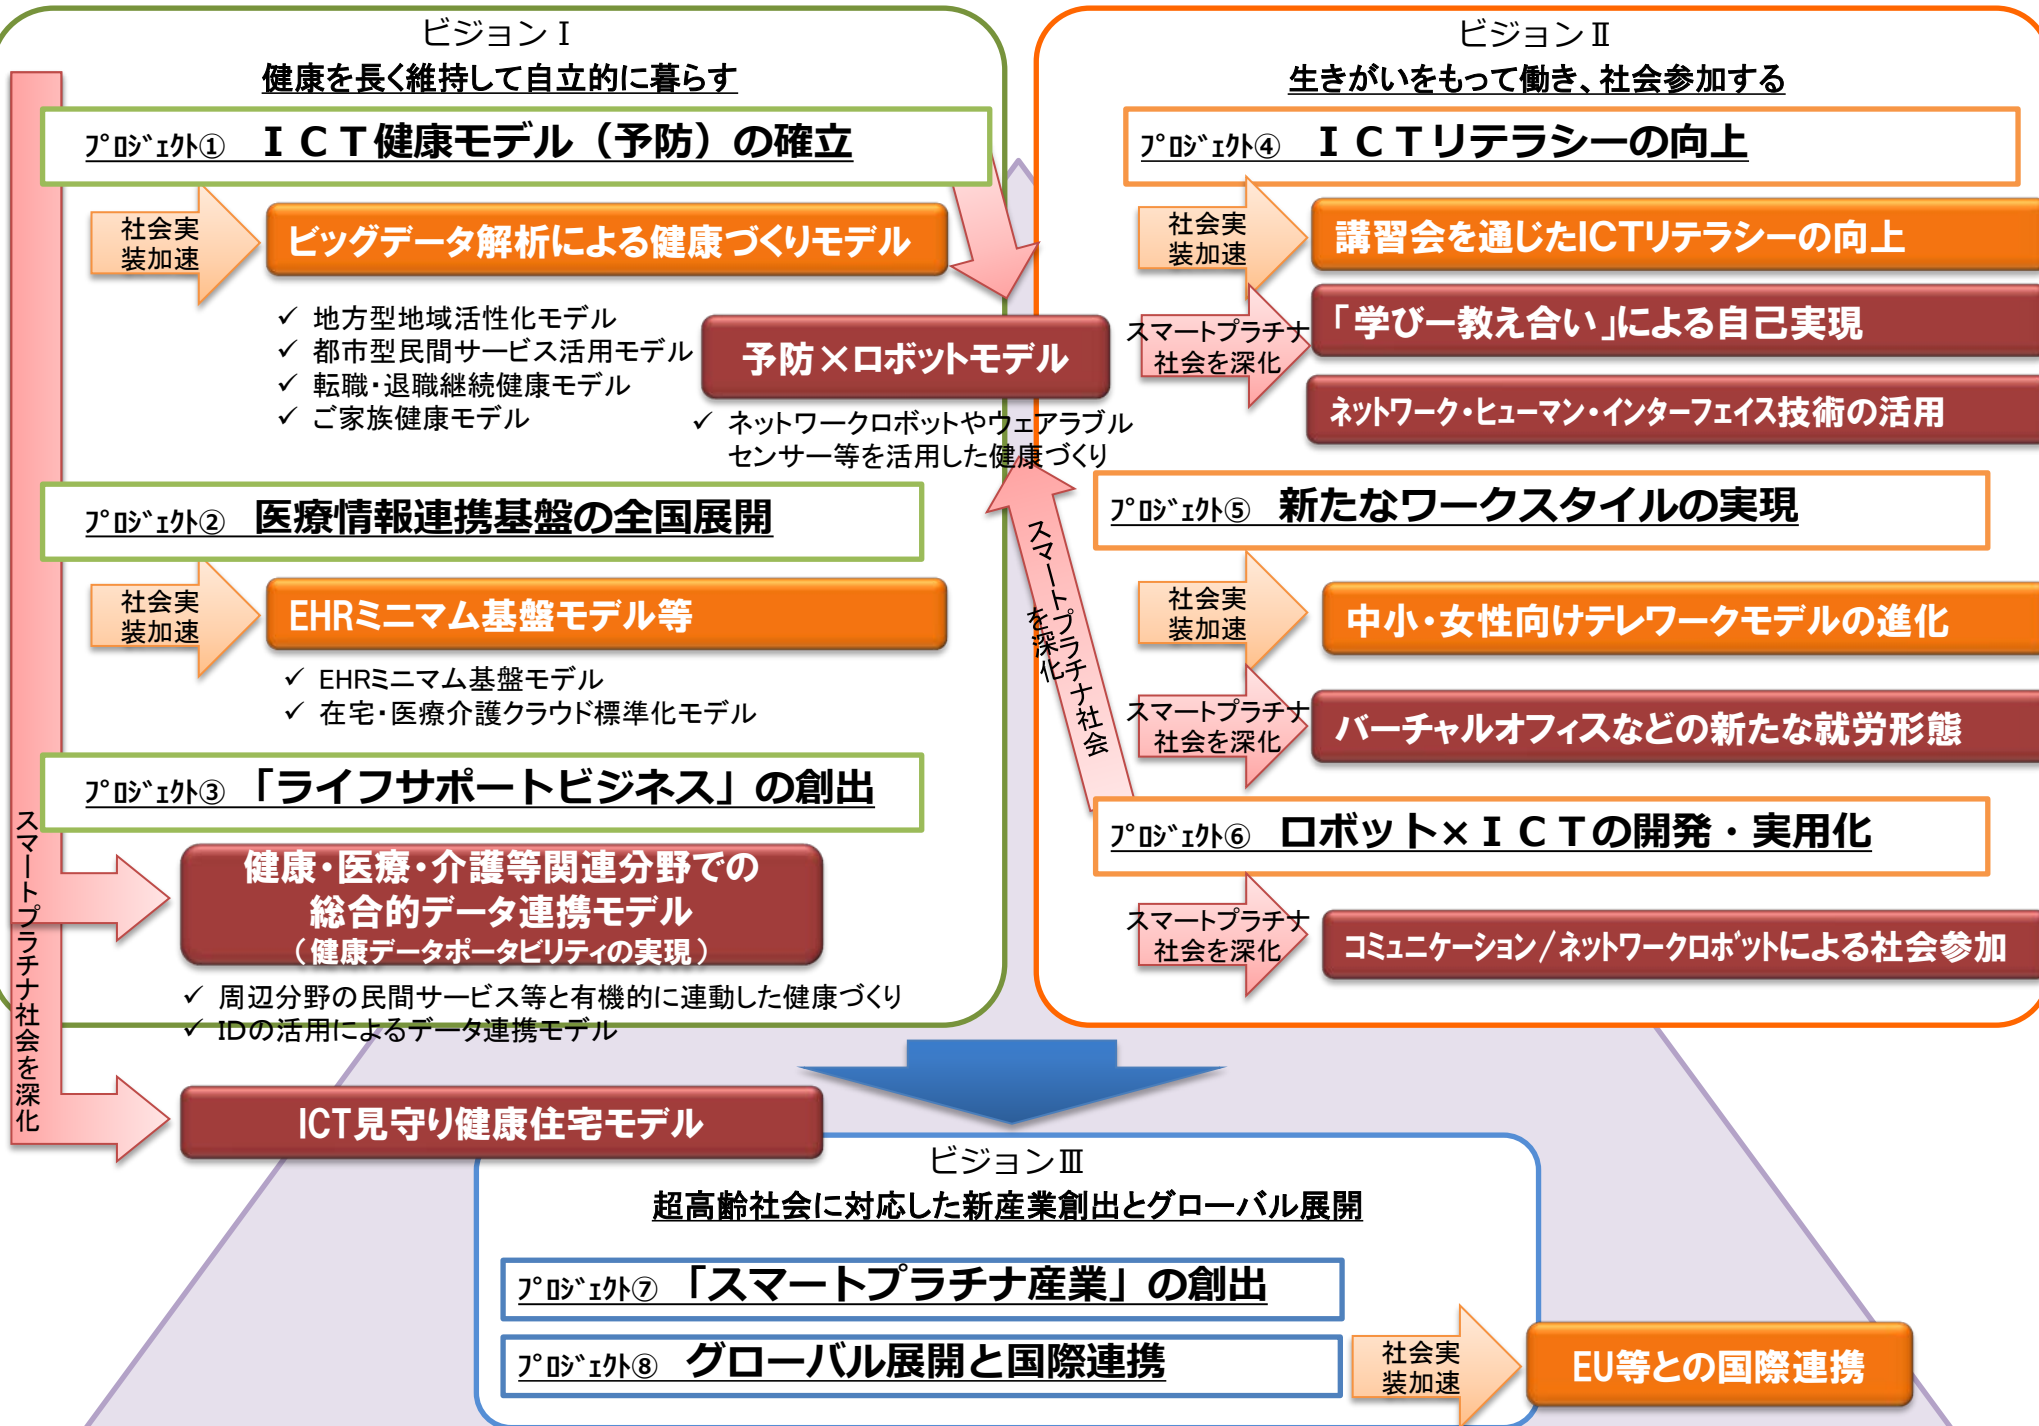 ビジョンⅠ
健康を長く維持して自立的に暮らす
ﾌﾟﾛｼﾞｪｸﾄ① ＩＣＴ健康モデル（予防）の確立
社会実
装加速
ビッグデータ解析による健康づくりモデル
✓ 地方型地域活性化モデル
✓ 都市型民間サービス活用モデル
✓ 転職・退職継続健康モデル
✓ ご家族健康モデル
予防×ロボットモデル
✓ ネットワークロボットやウェアラブル
センサー等を活用した健康づくり
ﾌﾟﾛｼﾞｪｸﾄ② 医療情報連携基盤の全国展開
社会実
装加速
EHRミニマム基盤モデル等
✓ EHRミニマム基盤モデル
✓ 在宅・医療介護クラウド標準化モデル
ﾌﾟﾛｼﾞｪｸﾄ③ 「ライフサポートビジネス」の創出
スマートプラチナ社会を深化
健康・医療・介護等関連分野での
総合的データ連携モデル
（健康データポータビリティの実現）
✓ 周辺分野の民間サービス等と有機的に連動した健康づくり
✓ IDの活用によるデータ連携モデル
ICT見守り健康住宅モデル
スマートプラチナ社会
を深化
ビジョンⅡ
生きがいをもって働き、社会参加する
ﾌﾟﾛｼﾞｪｸﾄ④ ＩＣＴリテラシーの向上
社会実
装加速
講習会を通じたICTリテラシーの向上
スマートプラチナ
社会を深化
「学びー教え合い」による自己実現
ネットワーク・ヒューマン・インターフェイス技術の活用
ﾌﾟﾛｼﾞｪｸﾄ⑤ 新たなワークスタイルの実現
社会実
装加速
中小・女性向けテレワークモデルの進化
スマートプラチナ
社会を深化
バーチャルオフィスなどの新たな就労形態
ﾌﾟﾛｼﾞｪｸﾄ⑥ ロボット×ＩＣＴの開発・実用化
スマートプラチナ
社会を深化
コミュニケーション/ネットワークロボットによる社会参加
ビジョンⅢ
超高齢社会に対応した新産業創出とグローバル展開
ﾌﾟﾛｼﾞｪｸﾄ⑦ 「スマートプラチナ産業」の創出
ﾌﾟﾛｼﾞｪｸﾄ⑧ グローバル展開と国際連携
社会実
装加速
EU等との国際連携